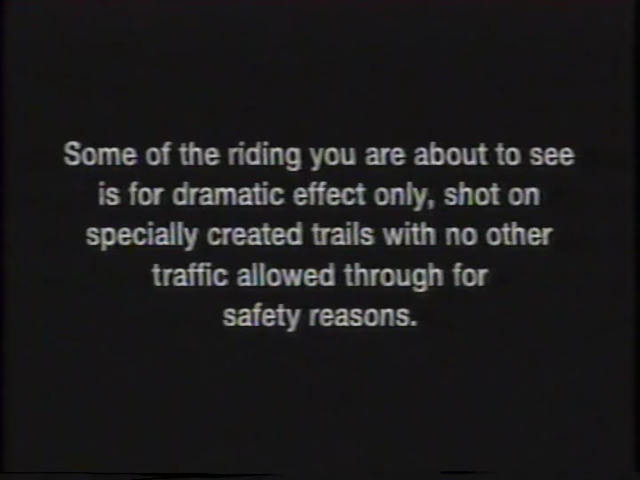 Some of the riding you are about to see
is for dramatic effect only, shot on
specially created trails with no other
traffic allowed through for
safety reasons.